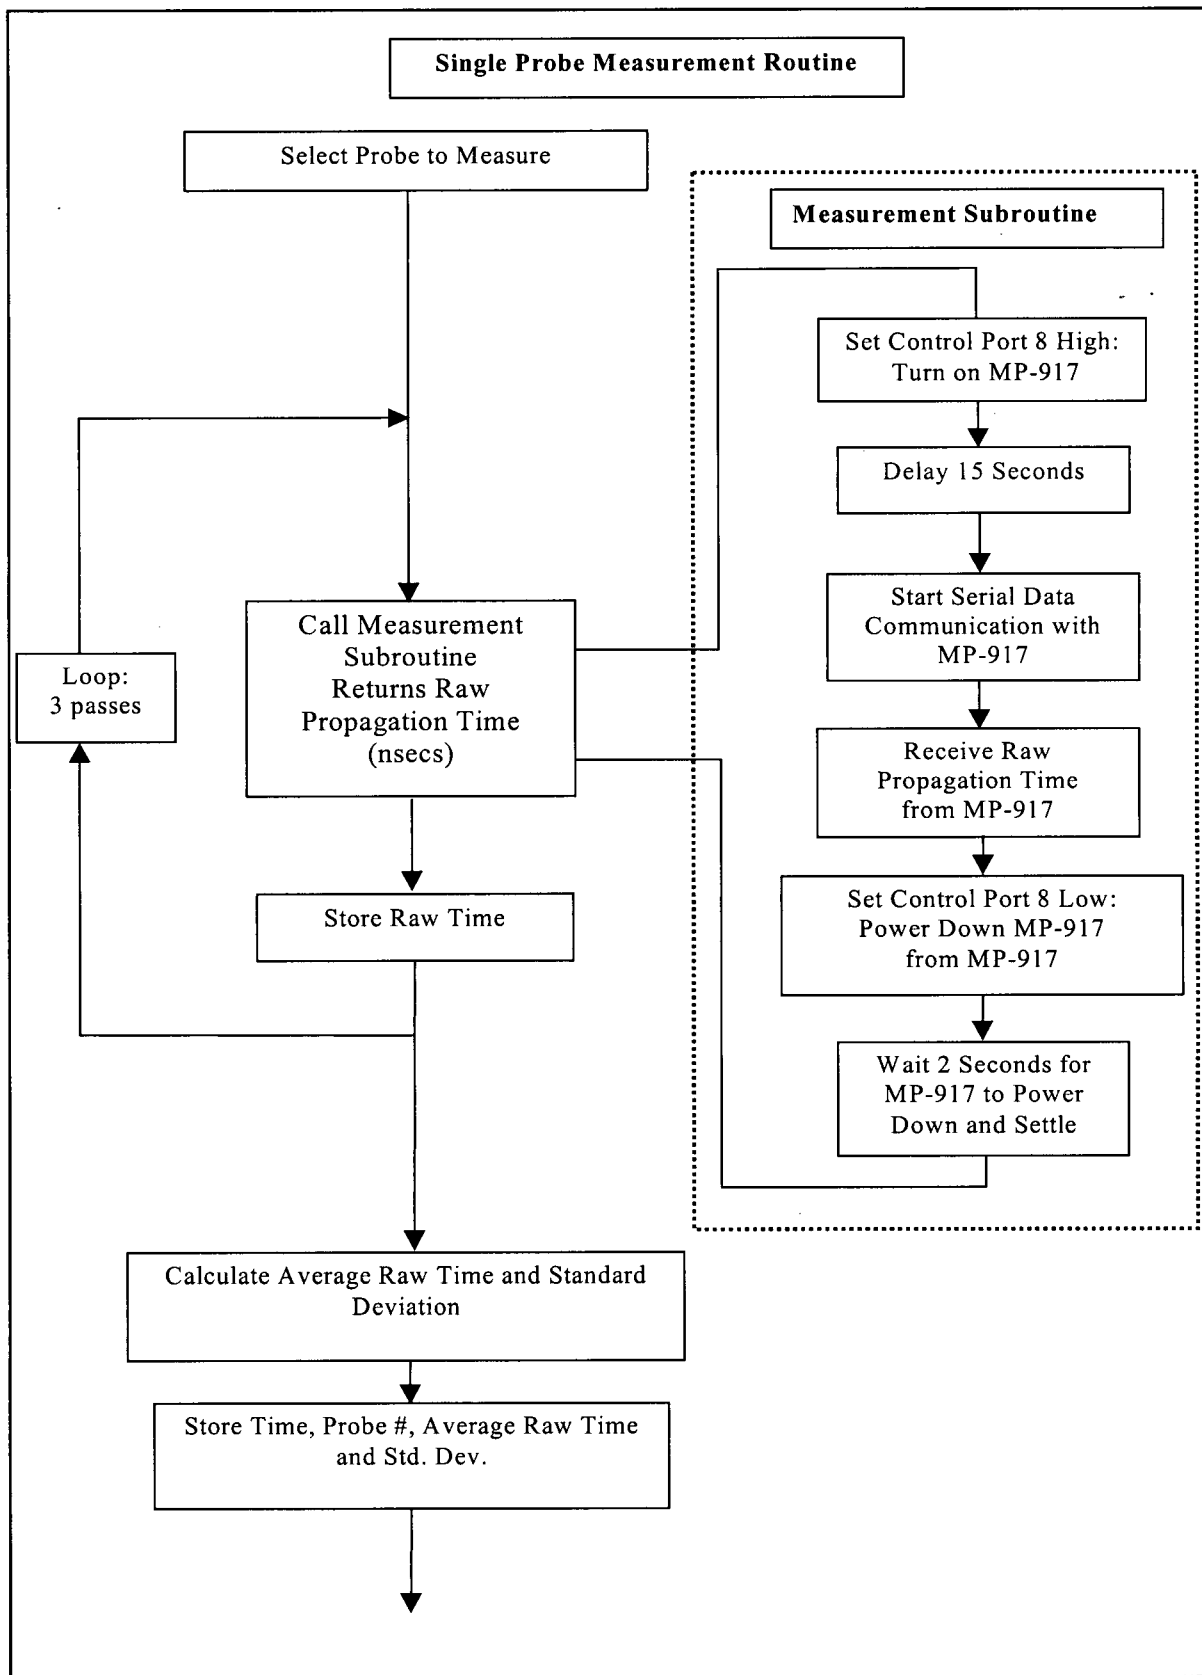 Single Probe Measurement Routine
Select Probe to Measure
Measurement Subroutine
Set Control Port 8 High:
Turn on MP-917
Delay 15 Seconds
Start Serial Data
Communication with
MP-917
Call Measurement
Subroutine
Returns Raw
Propagation Time
(nsecs)
Loop:
3 passes
Receive Raw
Propagation Time
from MP-917
Store Raw Time
Set Control Port 8 Low:
Power Down MP-917
from MP-917
Wait 2 Seconds for
MP-917 to Power
Down and Settle
Calculate Average Raw Time and Standard
Deviation
Store Time, Probe #, Average Raw Time
and Std. Dev.